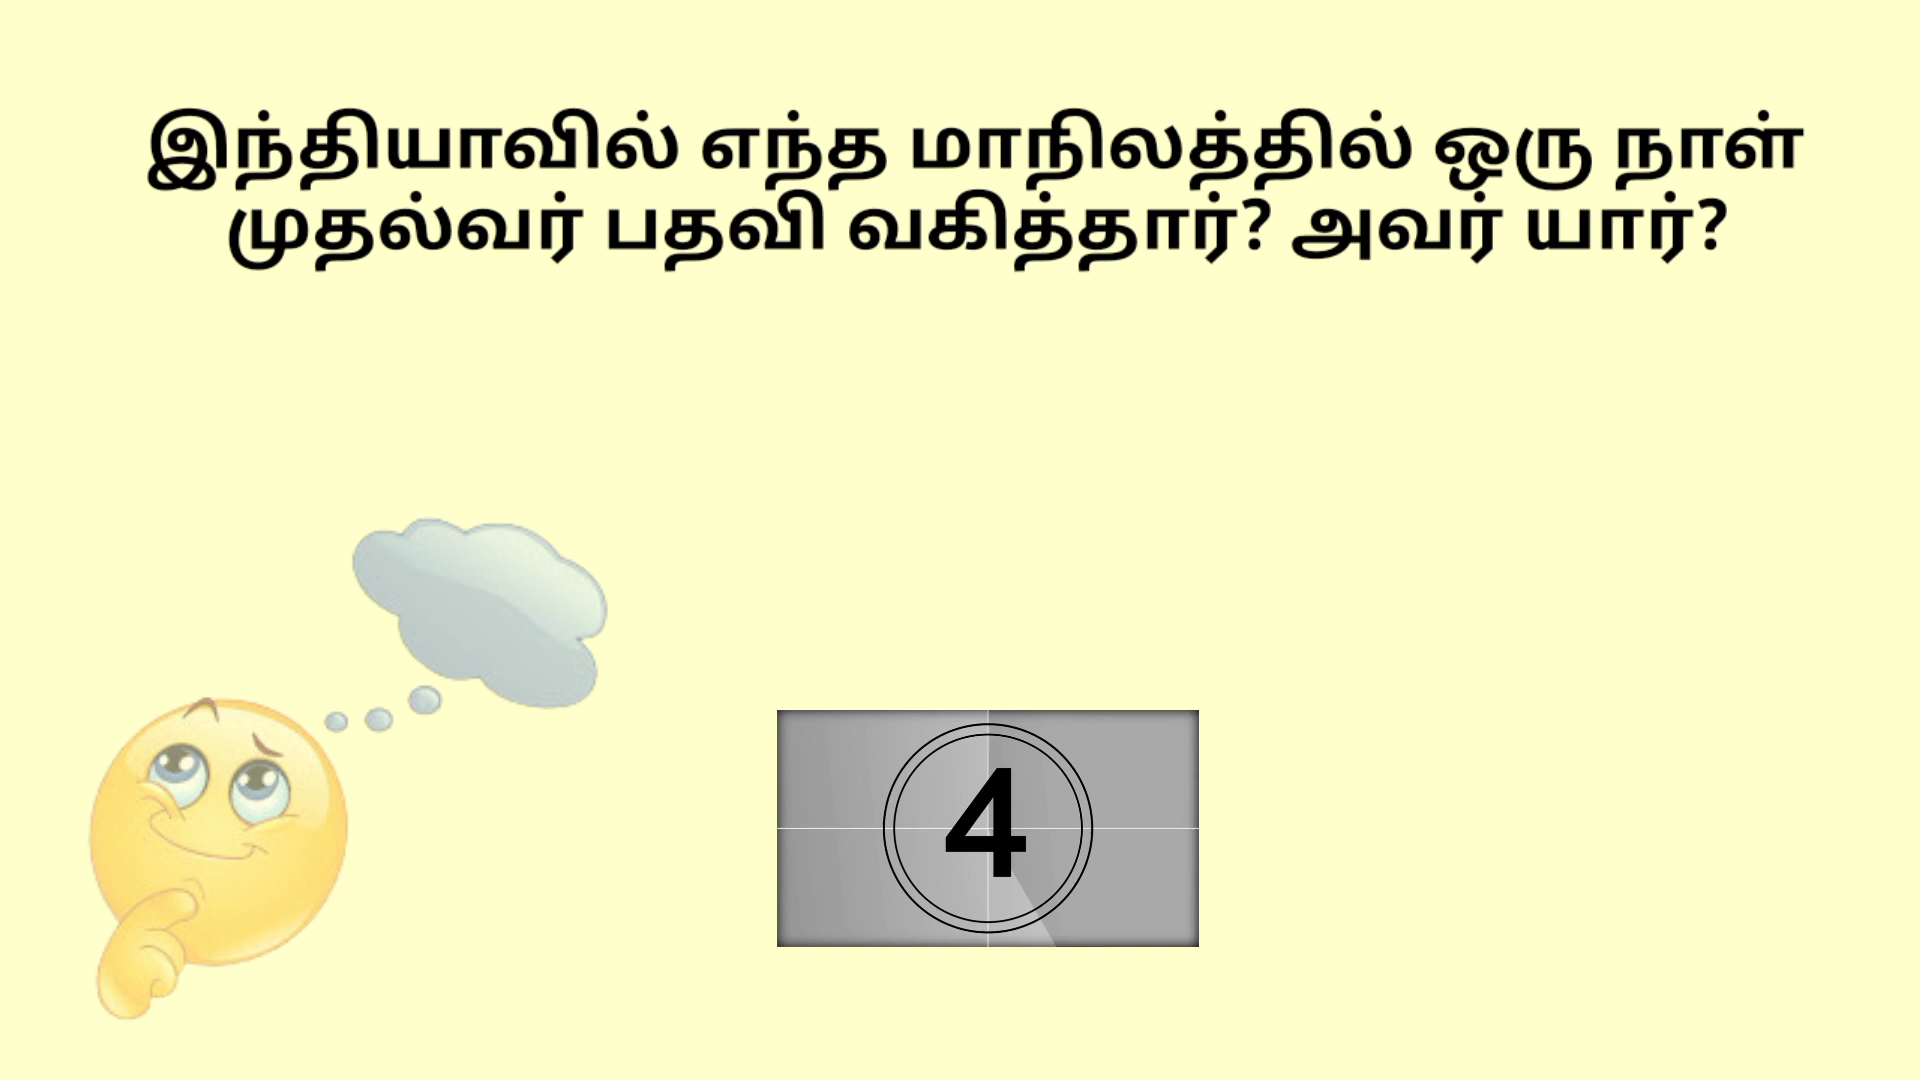 இந்தியாவில் எந்த மாநிலத்தில் ஒரு நாள்
முதல்வர் பதவி வகித்தார்? அவர் யார்?
4